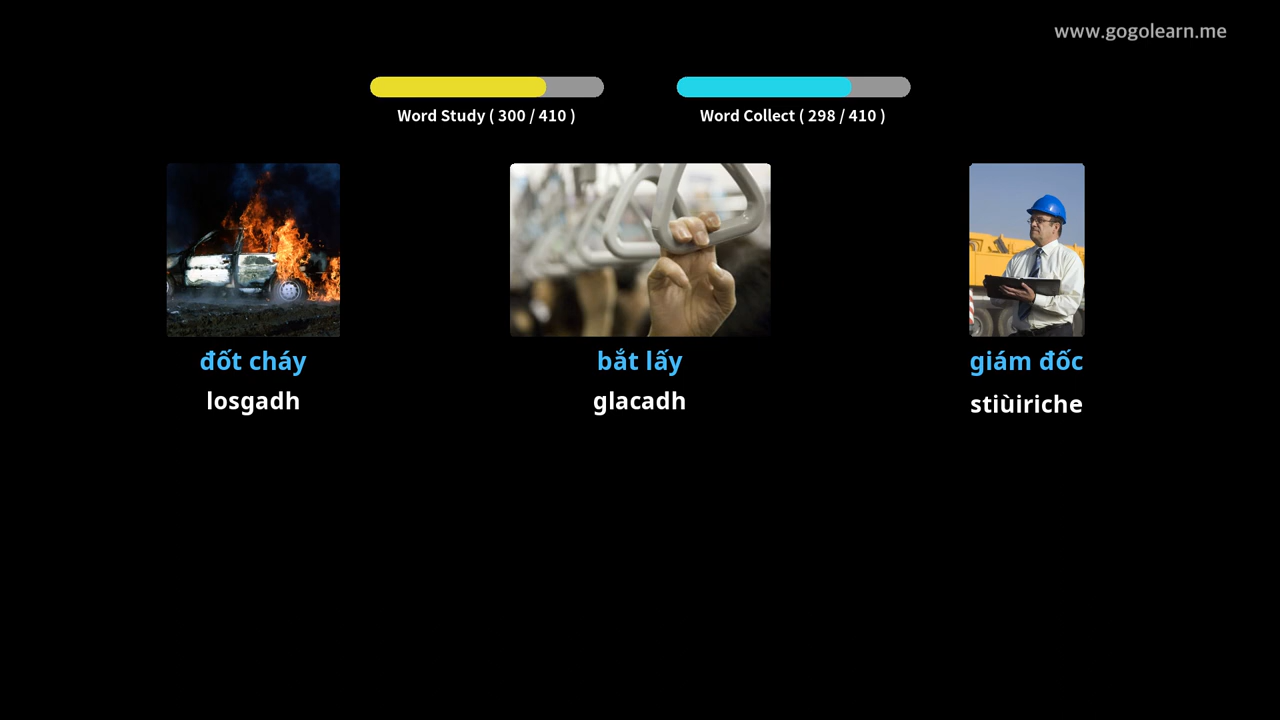 www.gogolearn.me
Word Study ( 300 / 410 )
Word Collect ( 298 / 410 )
đốt cháy
losgadh
bắt lấy
glacadh
giám đốc
stiùiriche